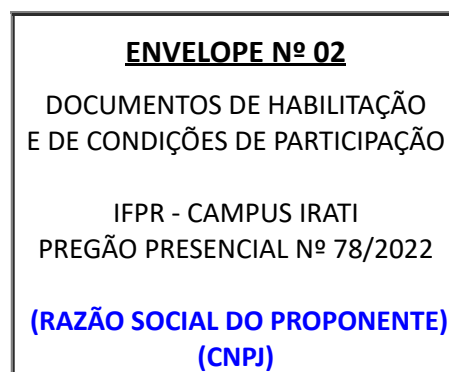 ENVELOPE Nº 02
DOCUMENTOS DE HABILITAÇÃO
E DE CONDIÇÕES DE PARTICIPAÇÃO
IFPR - CAMPUS IRATI
PREGÃO PRESENCIAL Nº 78/2022
(RAZÃO SOCIAL DO PROPONENTE)
(CNPJ)